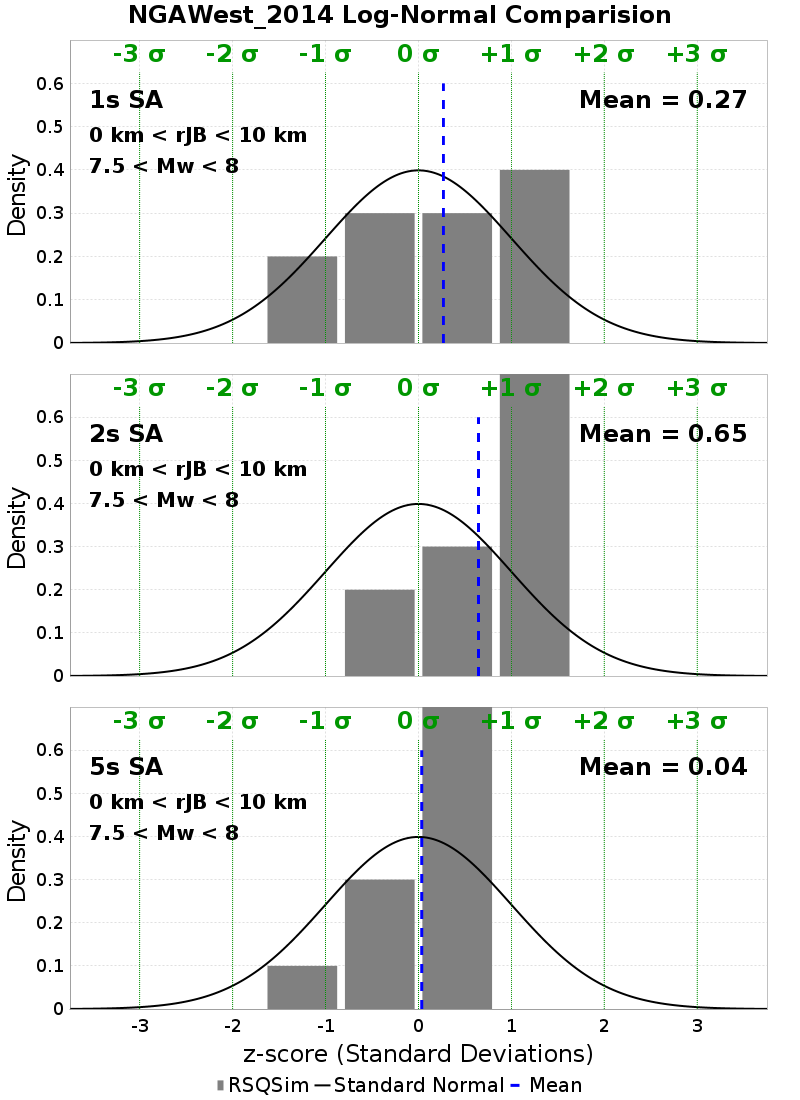 NGAWest_2014 Log-Normal Comparision
-3 σ -2 σ -1 σ 0 σ +1 σ +2 σ +3 σ
1s SA Mean = 0.27
0 km < rJB < 10 km
7.5 < Mw < 8
Density
0.6
0.5
0.4
0.3
0.2
0.1
0
-3 σ -2 σ -1 σ 0 σ +1 σ +2 σ +3 σ
2s SA Mean = 0.65
0 km < rJB < 10 km
7.5 < Mw < 8
Density
0.6
0.5
0.4
0.3
0.2
0.1
0
-3 σ -2 σ -1 σ 0 σ +1 σ +2 σ +3 σ
5s SA Mean = 0.04
0 km < rJB < 10 km
7.5 < Mw < 8
Density
0.6
0.5
0.4
0.3
0.2
0.1
0
-3 -2 -1 0 1 2 3
z-score (Standard Deviations)
RSQSim Standard Normal Mean